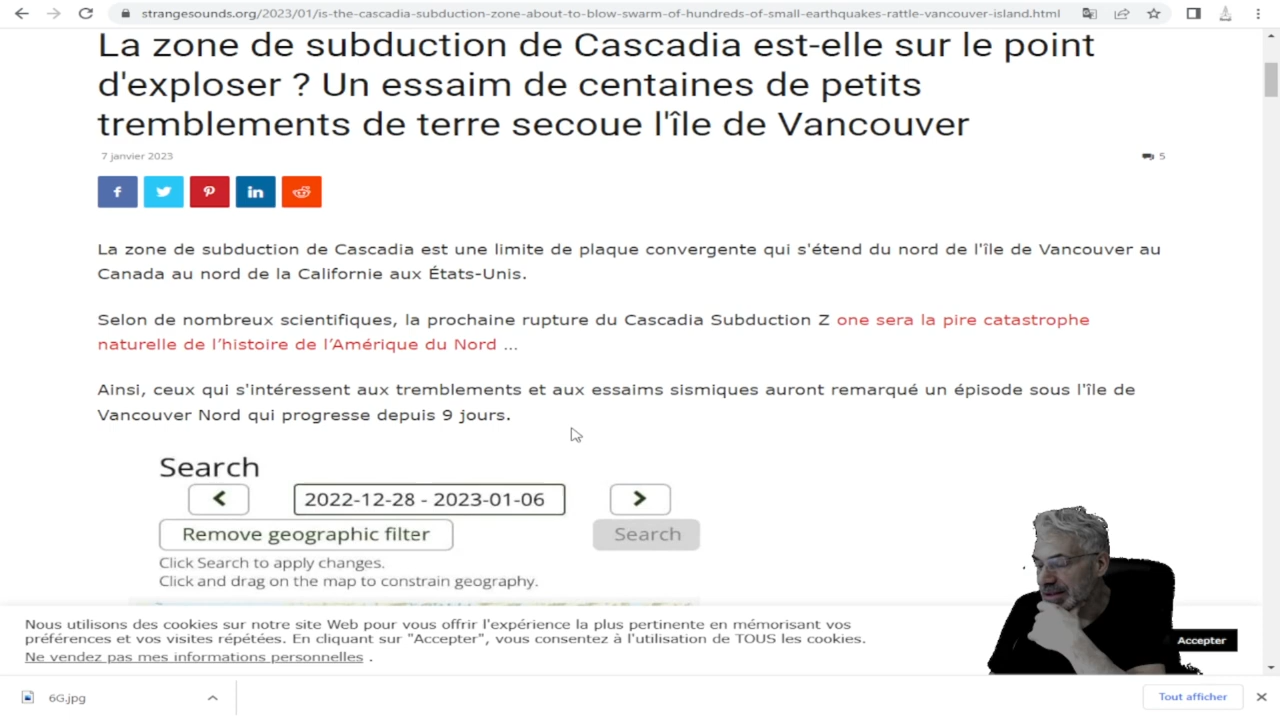 strangesounds.org/2023/01/is-the-cascadia-subduction-zone-about-to-blow-swarm-of-hundreds-of-small-earthquakes-rattle-vancouver-island.html
La zone de subduction de Cascadia est-elle sur le point
d'exploser ? Un essaim de centaines de petits
tremblements de terre secoue l'île de Vancouver
7 janvier 2023
5
La zone de subduction de Cascadia est une limite de plaque convergente qui s'étend du nord de l'île de Vancouver au
Canada au nord de la Californie aux États-Unis.
Selon de nombreux scientifiques, la prochaine rupture du Cascadia Subduction Z one sera la pire catastrophe
naturelle de l'histoire de l'Amérique du Nord ...
Ainsi, ceux qui s'intéressent aux tremblements et aux essaims sismiques auront remarqué un épisode sous l'île de
Vancouver Nord qui progresse depuis 9 jours.
Search
2022-12-28 - 2023-01-06
Remove geographic filter
Search
Click Search to apply changes.
Click and drag on the map to constrain geography.
Nous utilisons des cookies sur notre site Web pour vous offrir l'expérience la plus pertinente en mémorisant vos
préférences et vos visites répétées. En cliquant sur "Accepter", vous consentez à l'utilisation de TOUS les cookies.
Ne vendez pas mes informations personnelles .
Accepter
6G.jpg
Tout afficher